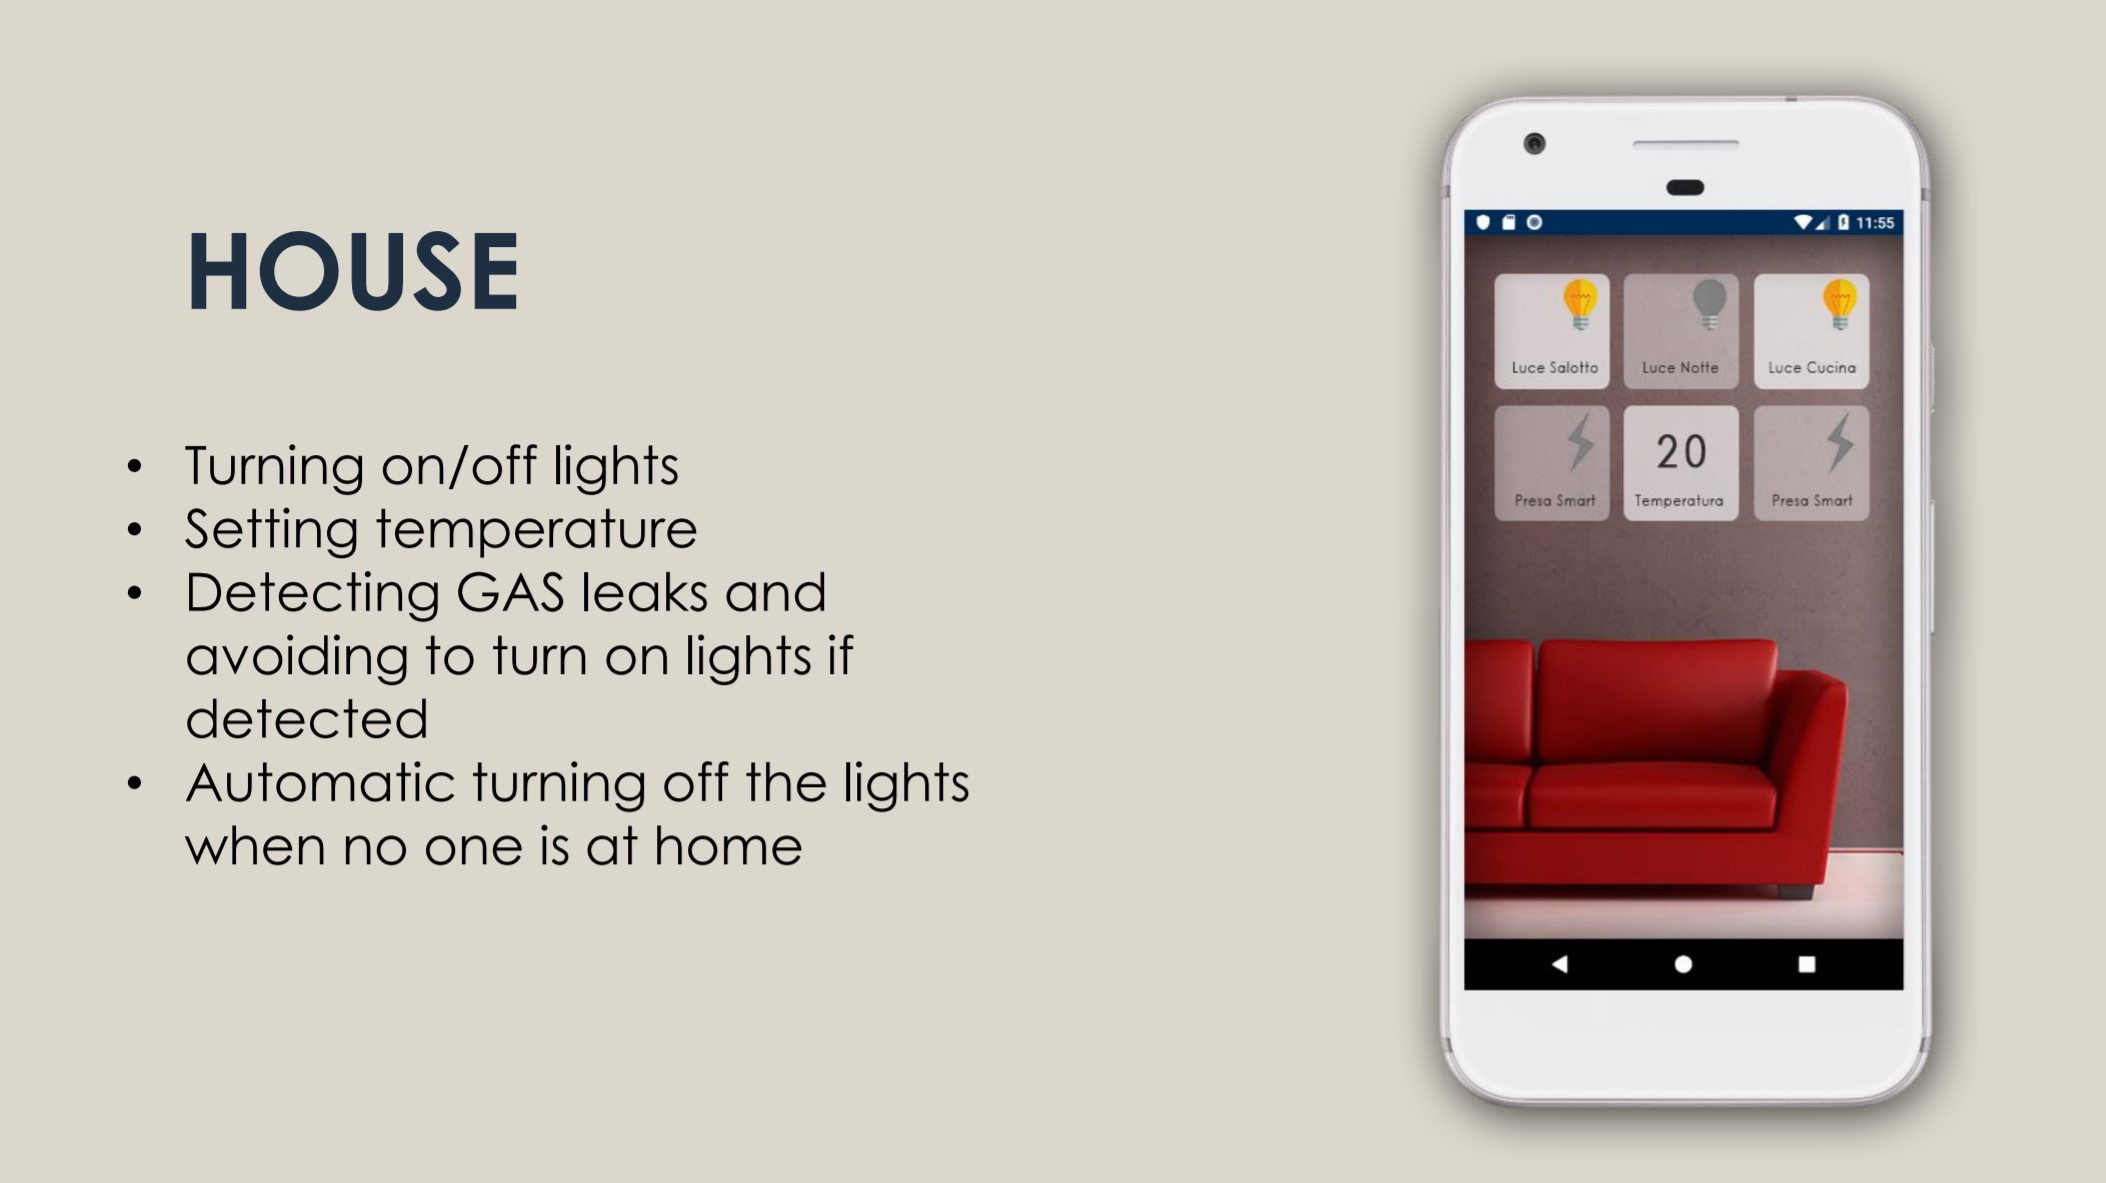 HOUSE
• Turning on/off lights
• Setting temperature
• Detecting GAS leaks and
avoiding to turn on lights if
detected
• Automatic turning off the lights
when no one is at home
11:55
Luce Salotto
Luce Notte
Luce Cucina
Presa Smart
20
Temperatura
Presa Smart